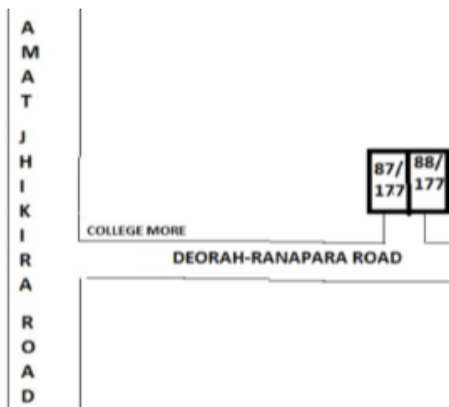 AMAT JHIKIRA ROAD
87/
177
88/
177
COLLEGE MORE
DEORAH-RANAPARA ROAD